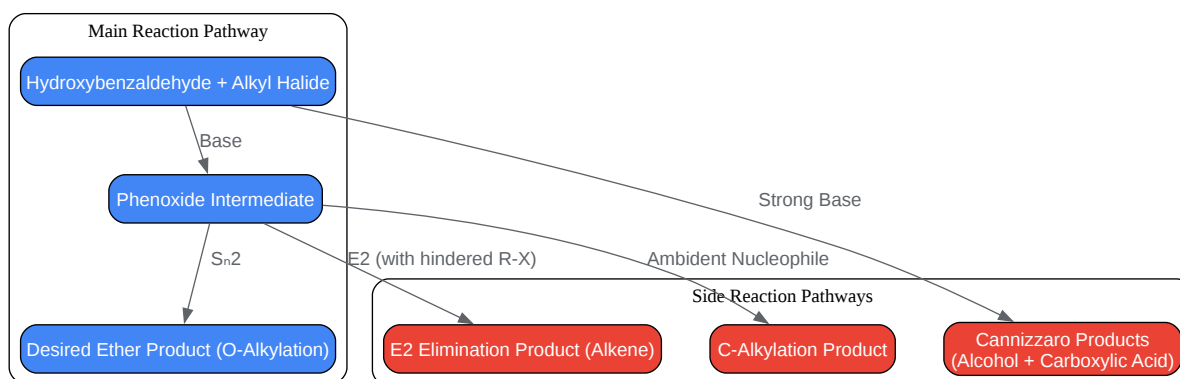 Main Reaction Pathway
Hydroxybenzaldehyde + Alkyl Halide
Base
Phenoxide Intermediate
Strong Base
Sₙ2
E2 (with hindered R-X)
Ambident Nucleophile
Side Reaction Pathways
Desired Ether Product (O-Alkylation)
E2 Elimination Product (Alkene)
C-Alkylation Product
Cannizzaro Products
(Alcohol + Carboxylic Acid)